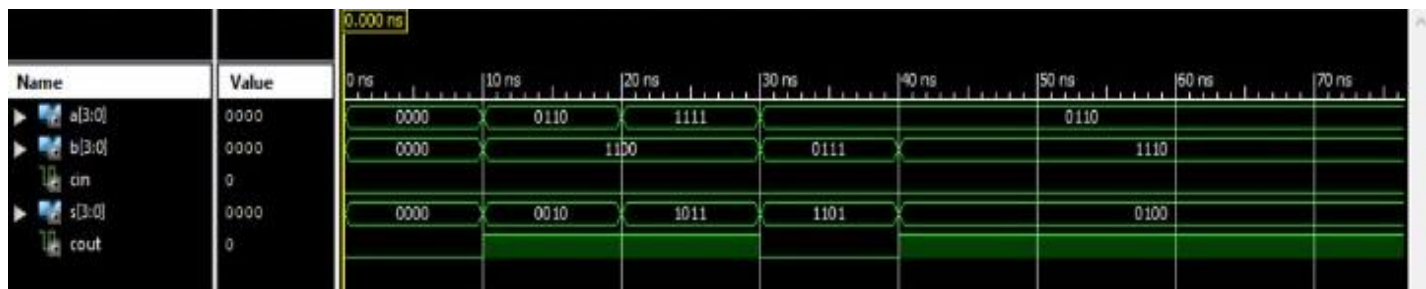 0.000 ns
Name Value 0 ns 10 ns 20 ns 30 ns 40 ns 50 ns 60 ns 70 ns
a[3:0] 0000 0000 0110 1111 0110
b[3:0] 0000 0000 1100 0111 1110
cin 0
s[3:0] 0000 0000 0010 1011 1101 0100
cout 0